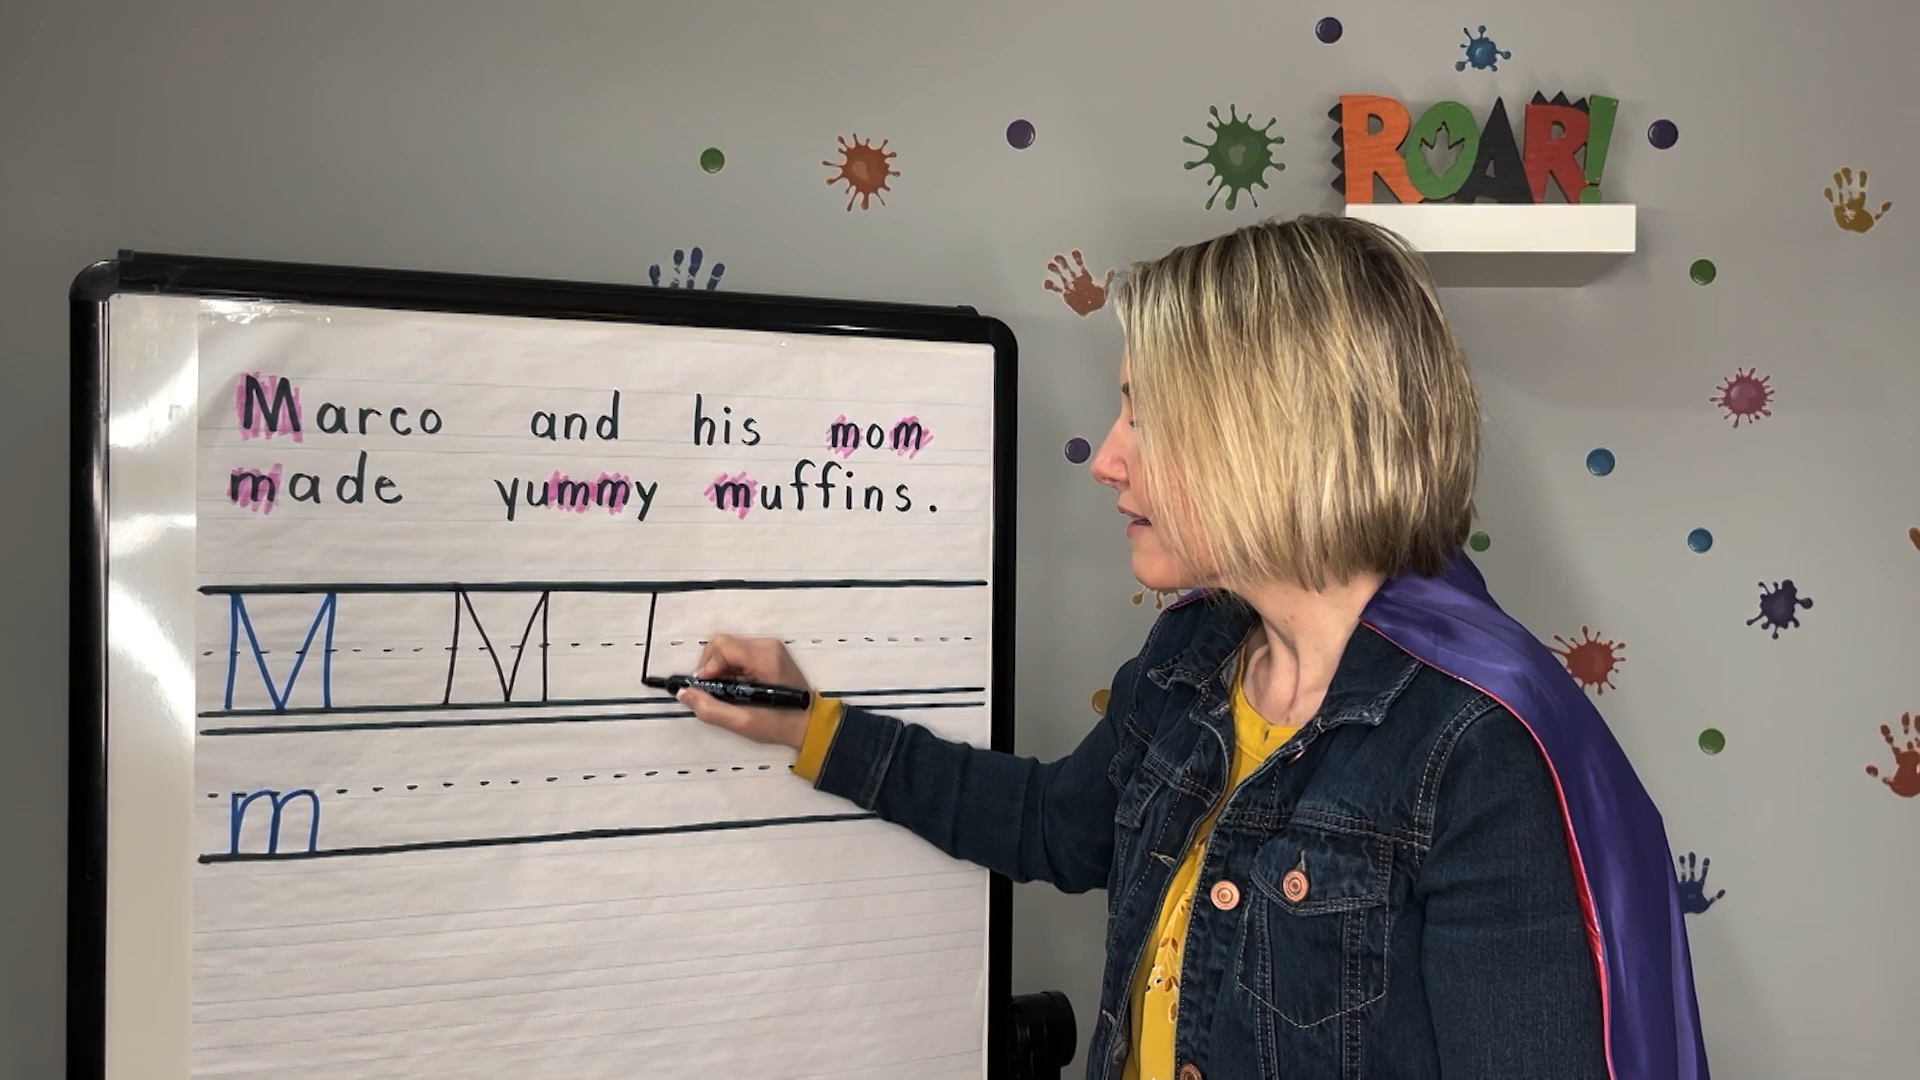 ROAR!
Marco and his mom
made yummy muffins.
M M
m